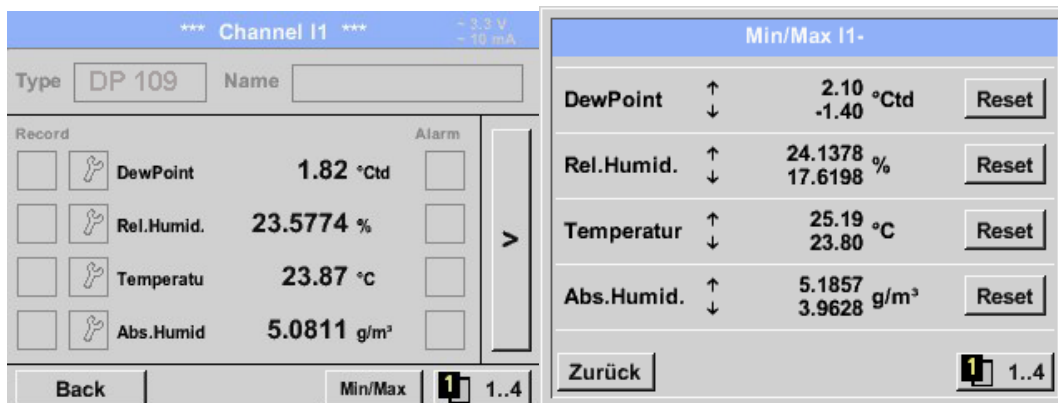 *** Channel I1 ***
~ 3.3 V
~ 10 mA
Type DP 109 Name
Record Alarm
DewPoint 1.82 °Ctd
Rel.Humid. 23.5774 %
Temperatu 23.87 °C
Abs.Humid 5.0811 g/m³
>
Back Min/Max 1 1..4
Min/Max I1-
DewPoint ↑ 2.10 °Ctd Reset
↓ -1.40
Rel.Humid. ↑ 24.1378 % Reset
↓ 17.6198
Temperatur ↑ 25.19 °C Reset
↓ 23.80
Abs.Humid. ↑ 5.1857 g/m³ Reset
↓ 3.9628
Zurück 1 1..4